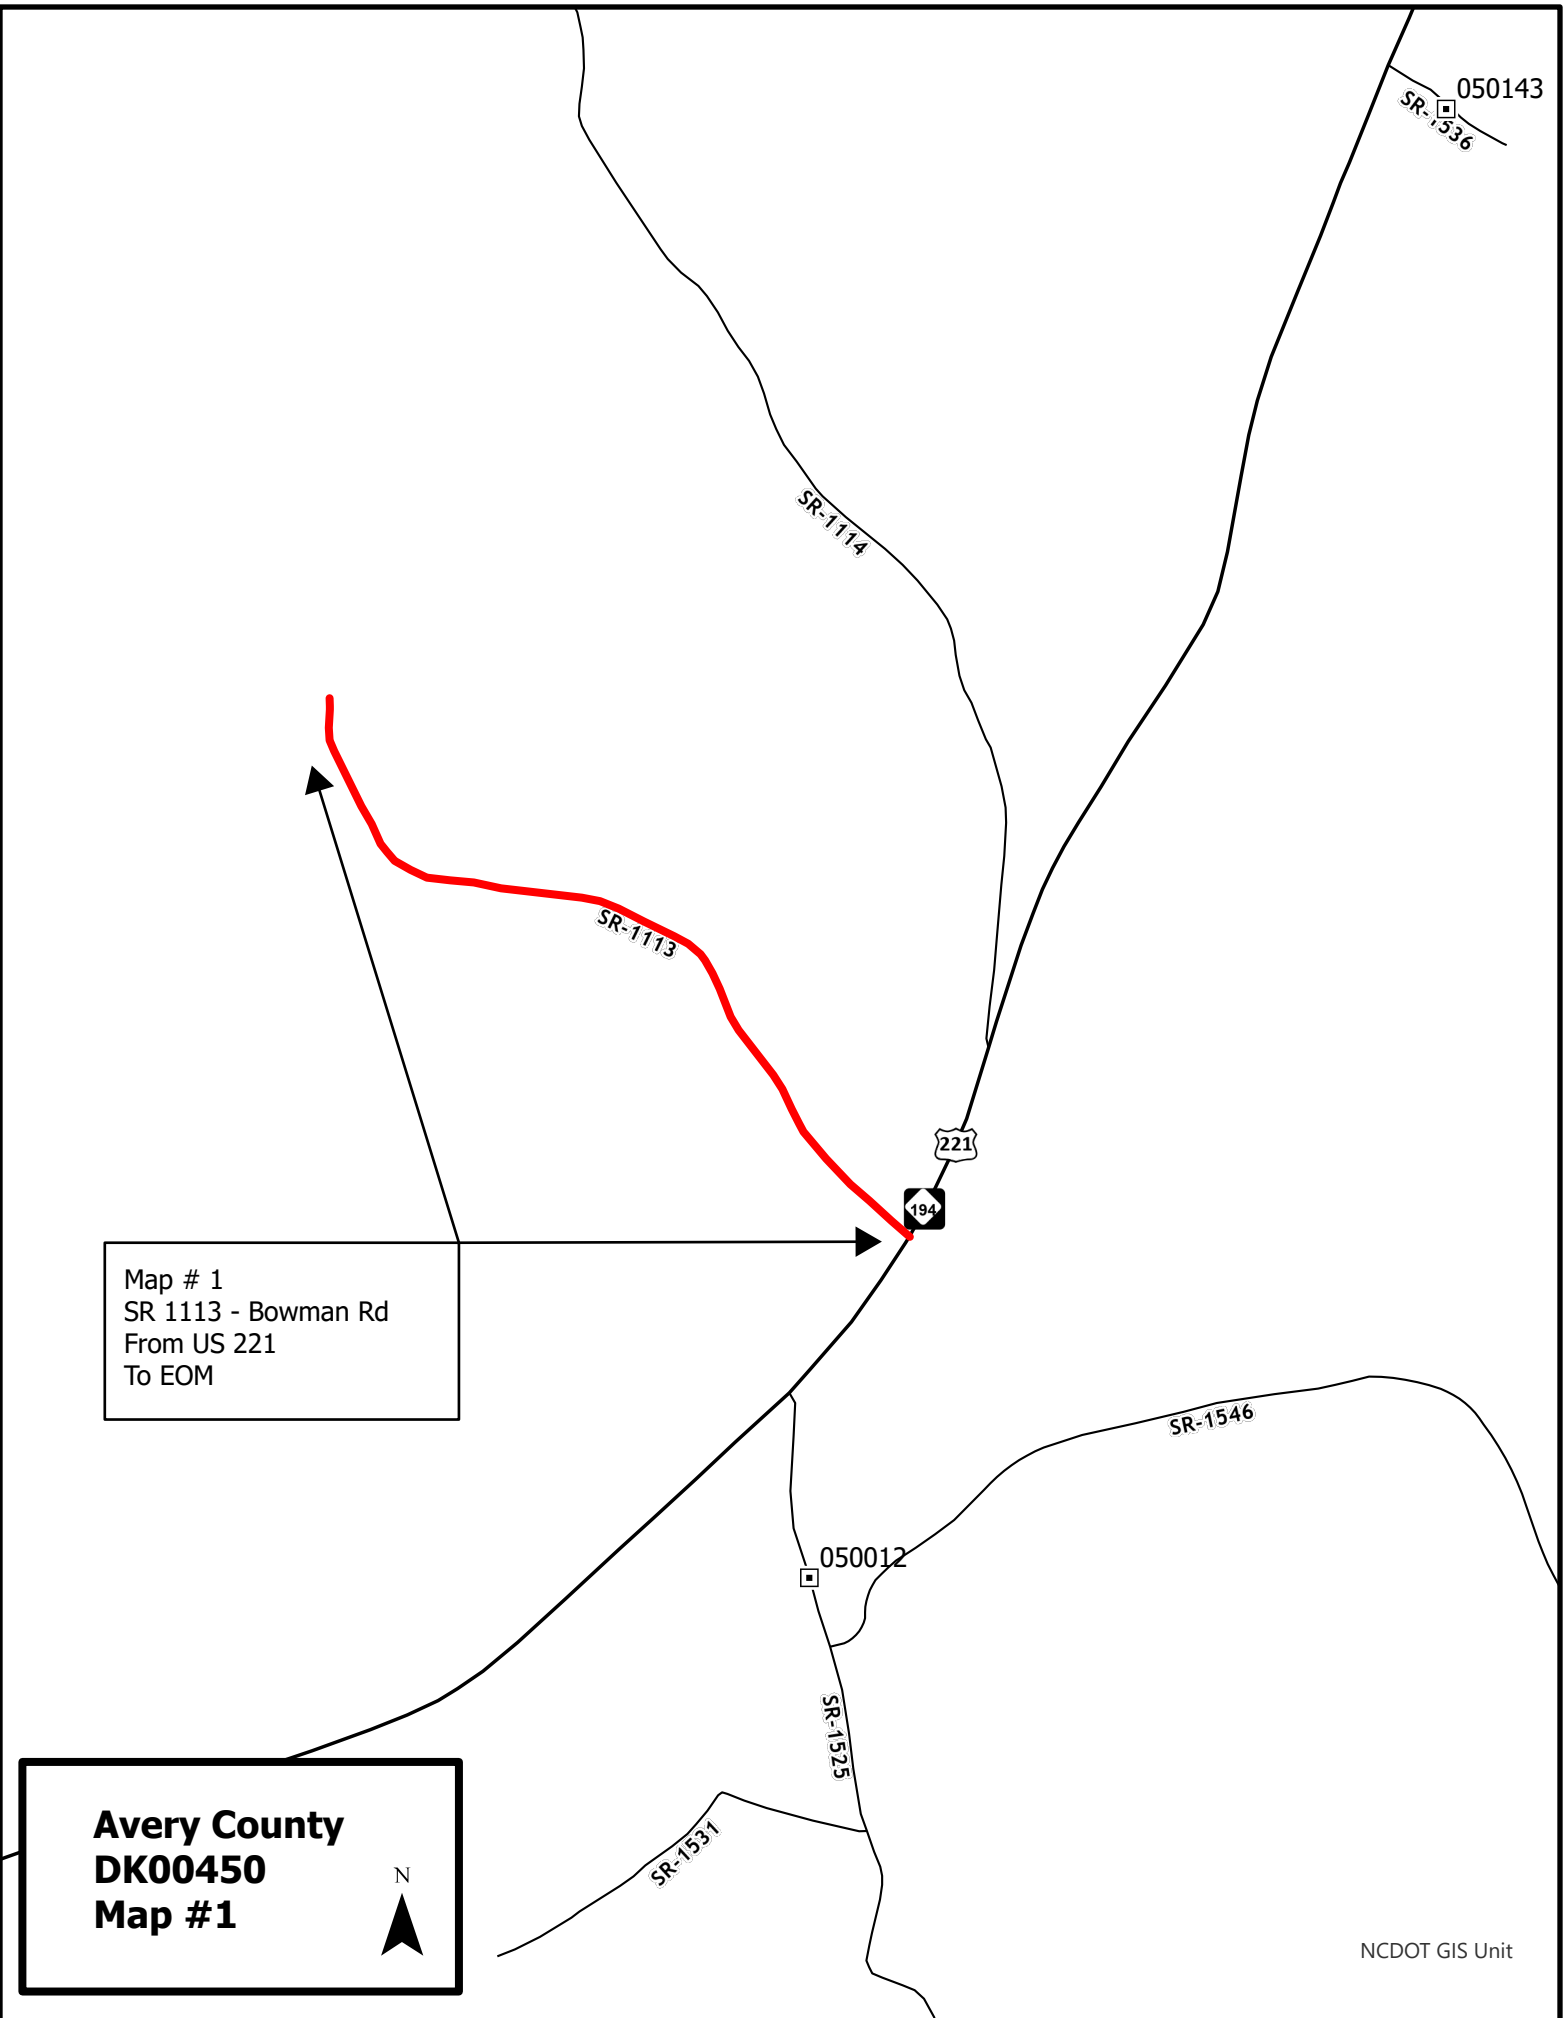 050143
SR-1536
SR-1114
SR-1113
221
194
Map # 1
SR 1113 - Bowman Rd
From US 221
To EOM
SR-1546
050012
SR-1525
SR-1531
Avery County
DK00450
Map #1
N
NCDOT GIS Unit